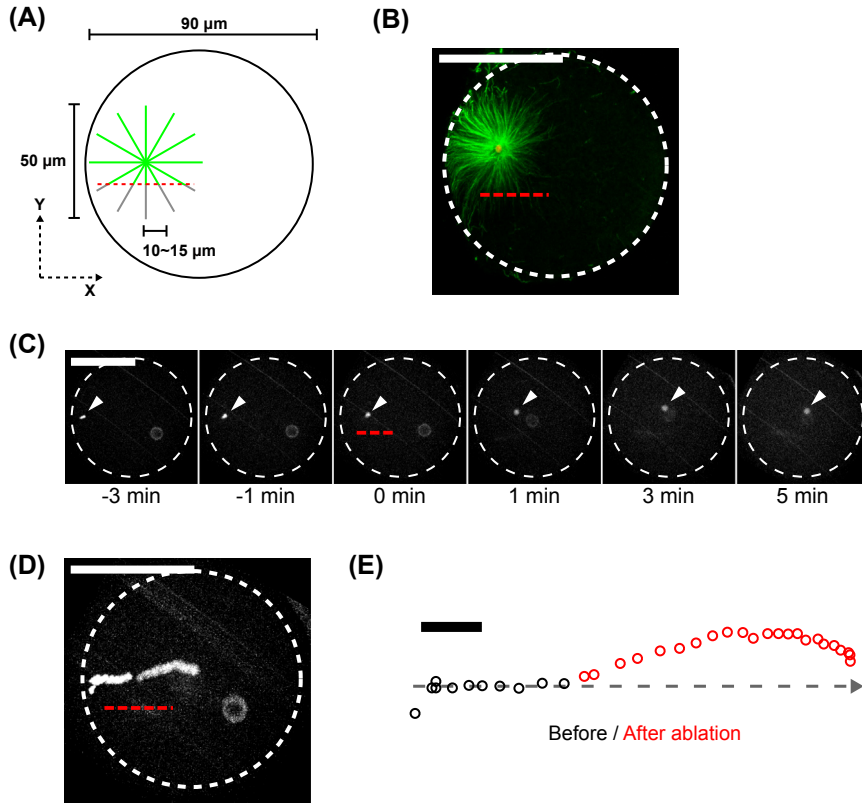 (A)
90 µm
50 µm
10~15 µm
Y
X
(B)
(C)
-3 min
-1 min
0 min
1 min
3 min
5 min
(D)
(E)
Before / After ablation